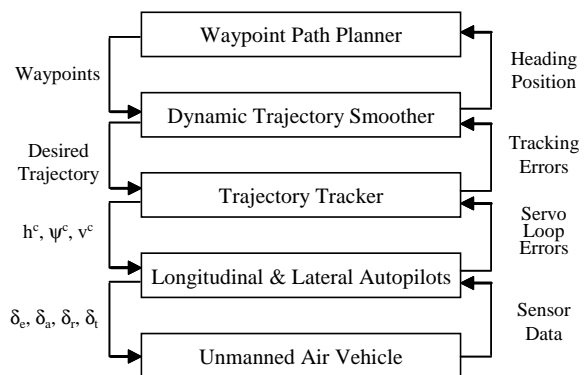 Waypoint Path Planner
Waypoints
Heading
Position
Dynamic Trajectory Smoother
Desired
Trajectory
Tracking
Errors
Trajectory Tracker
hᶜ, ψᶜ, vᶜ
Servo
Loop
Errors
Longitudinal & Lateral Autopilots
δₑ, δₐ, δᵣ, δₜ
Sensor
Data
Unmanned Air Vehicle